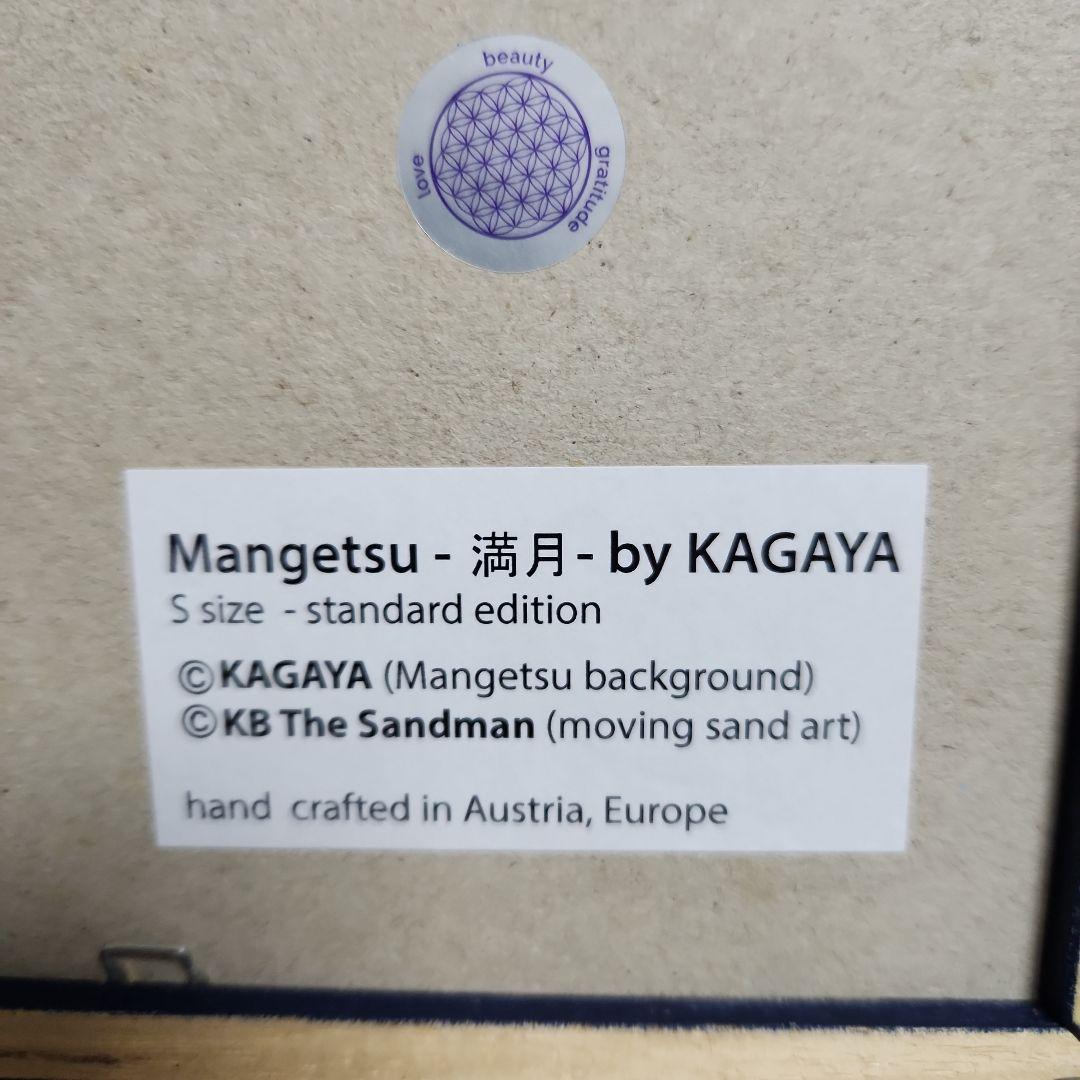 beauty
love
gratitude
Mangetsu - 満月- by KAGAYA
S size - standard edition
©KAGAYA (Mangetsu background)
©KB The Sandman (moving sand art)
hand crafted in Austria, Europe